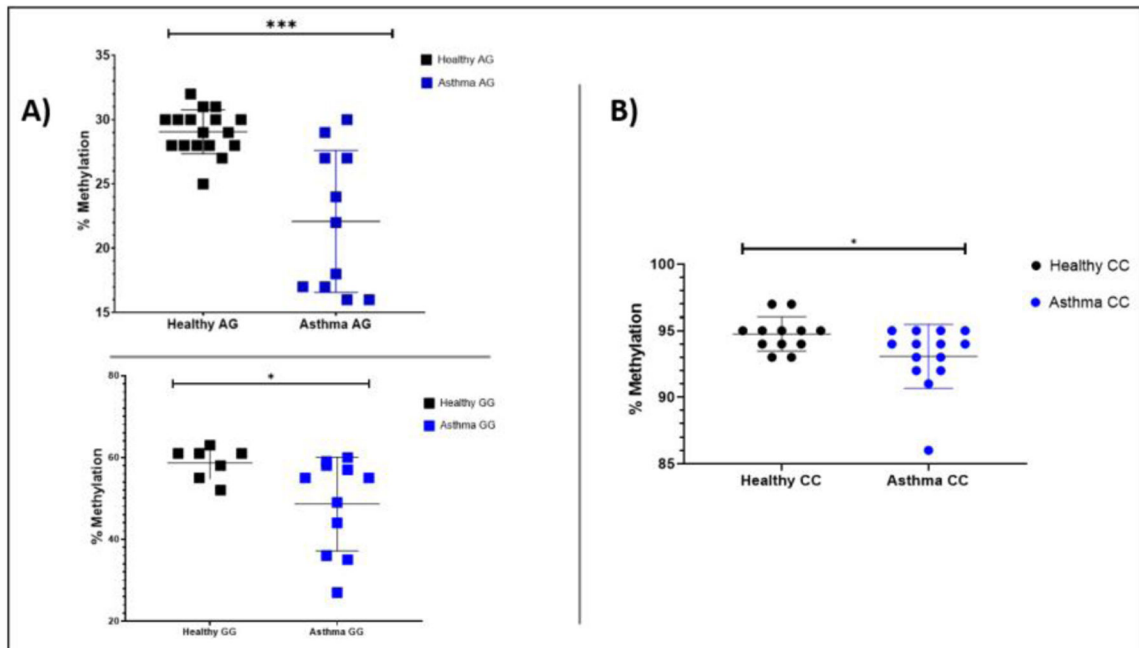 A)
***
Healthy AG
Asthma AG
% Methylation
35
30
25
20
15
Healthy AG Asthma AG
*
Healthy GG
Asthma GG
% Methylation
80
60
40
20
Healthy GG Asthma GG
B)
*
Healthy CC
Asthma CC
% Methylation
100
95
90
85
Healthy CC Asthma CC